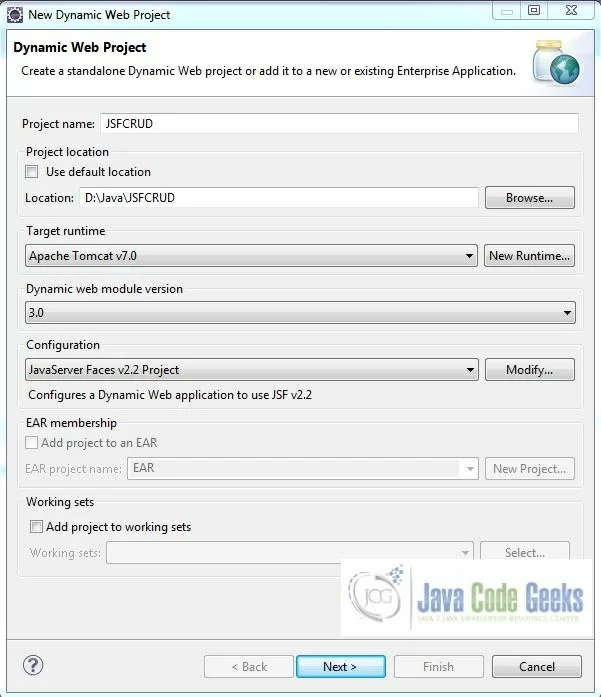 New Dynamic Web Project
Dynamic Web Project
Create a standalone Dynamic Web project or add it to a new or existing Enterprise Application.
Project name: JSFCRUD
Project location
Use default location
Location: D:\Java\JSFCRUD Browse...
Target runtime
Apache Tomcat v7.0 New Runtime...
Dynamic web module version
3.0
Configuration
JavaServer Faces v2.2 Project Modify...
Configures a Dynamic Web application to use JSF v2.2
EAR membership
Add project to an EAR
EAR project name: EAR New Project...
Working sets
Add project to working sets
Working sets: Select...
JCG Java Code Geeks
JAVA 2 JAVA DEVELOPERS RESOURCE CENTER
? < Back Next > Finish Cancel